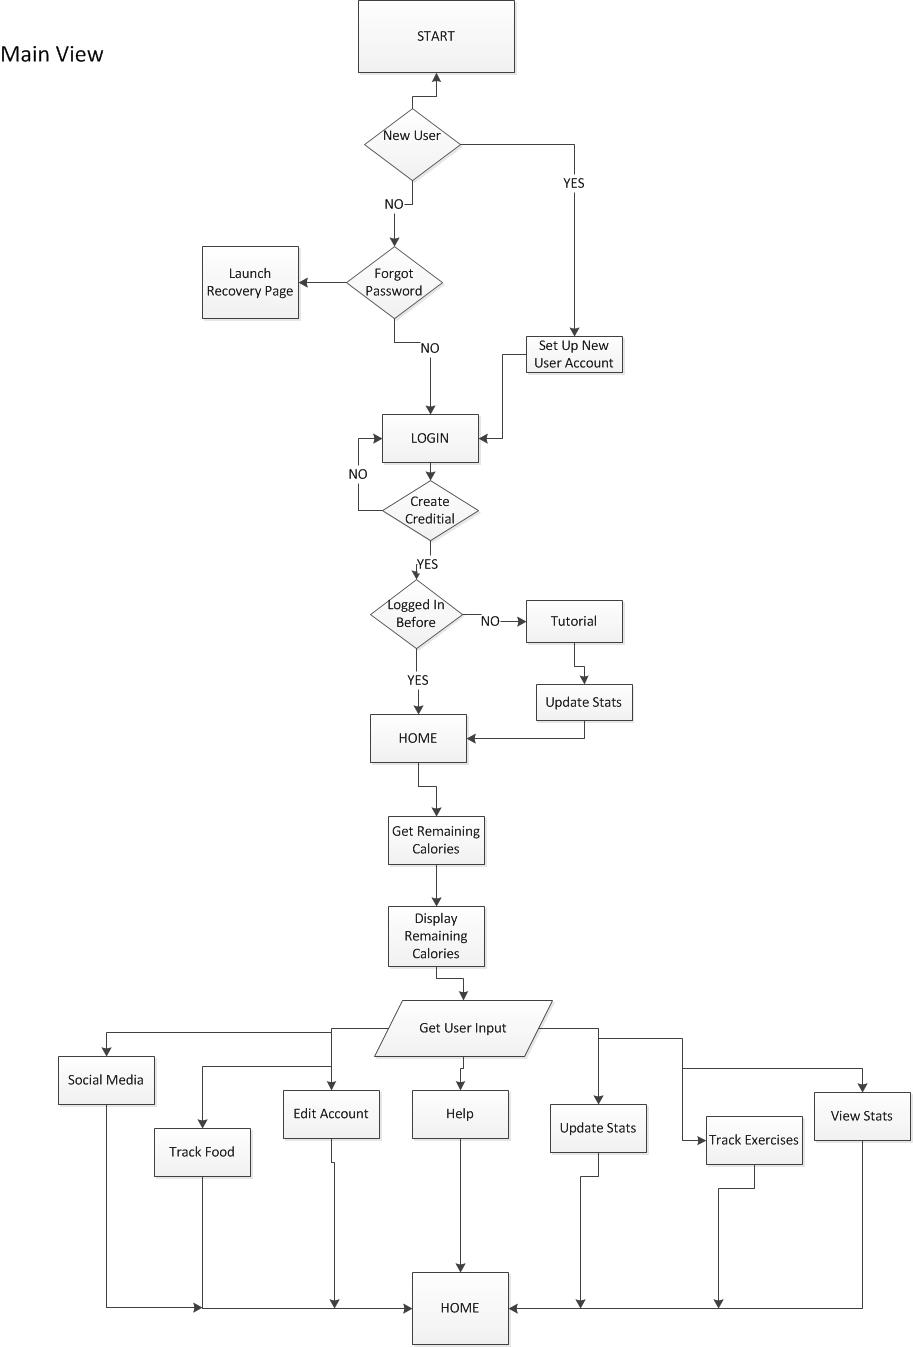 START
Main View
New User
YES
NO
Launch
Recovery Page
Forgot
Password
NO
Set Up New
User Account
LOGIN
NO
Create
Creditial
YES
Logged In
Before
NO
Tutorial
YES
Update Stats
HOME
Get Remaining
Calories
Display
Remaining
Calories
Get User Input
Social Media
Edit Account
Help
Update Stats
View Stats
Track Food
Track Exercises
HOME